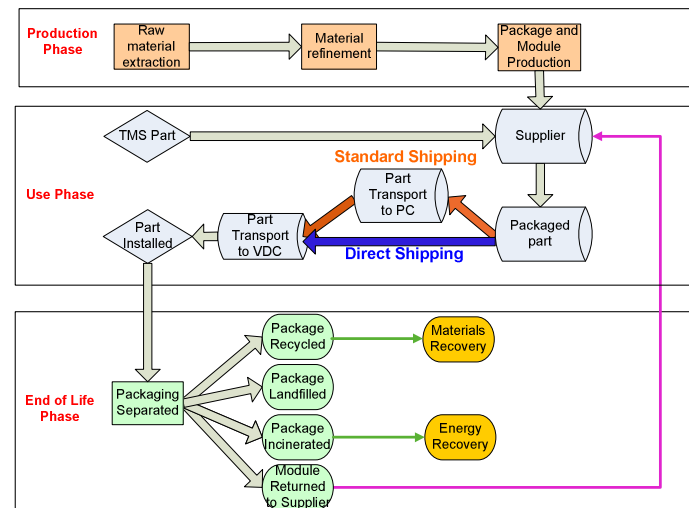 Production
Phase
Raw
material
extraction
Material
refinement
Package and
Module
Production
TMS Part
Supplier
Standard Shipping
Use Phase
Part
Transport
to PC
Part
Installed
Part
Transport
to VDC
Packaged
part
Direct Shipping
End of Life
Phase
Packaging
Separated
Package
Recycled
Materials
Recovery
Package
Landfilled
Package
Incinerated
Energy
Recovery
Module
Returned
to Supplier